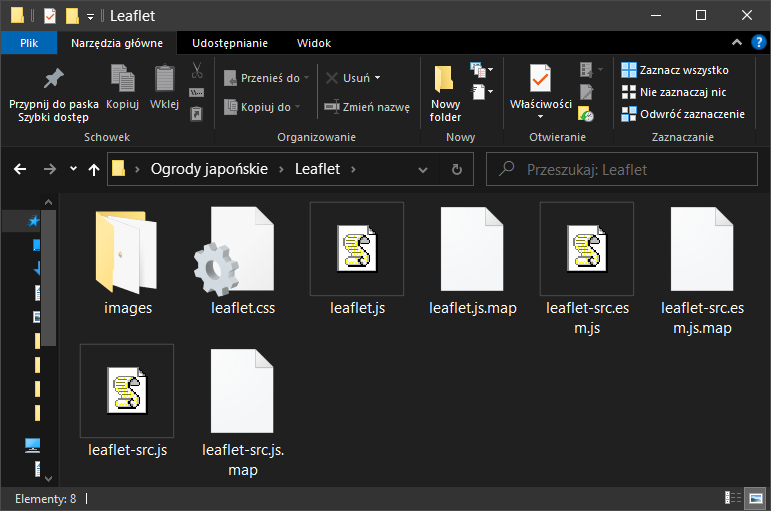 Leaflet
Plik Narzędzia główne Udostępnianie Widok
Przypnij do paska
Szybki dostęp
Kopiuj
Wklej
Schowek
Przenieś do
Kopiuj do
Usuń
Zmień nazwę
Organizowanie
Nowy
folder
Nowy
Właściwości
Otwieranie
Zaznacz wszystko
Nie zaznaczaj nic
Odwróć zaznaczenie
Zaznaczanie
Ogrody japońskie › Leaflet ›
Przeszukaj: Leaflet
images
leaflet.css
leaflet.js
leaflet.js.map
leaflet-src.es
m.js
leaflet-src.es
m.js.map
leaflet-src.js
leaflet-src.js.
map
Elementy: 8